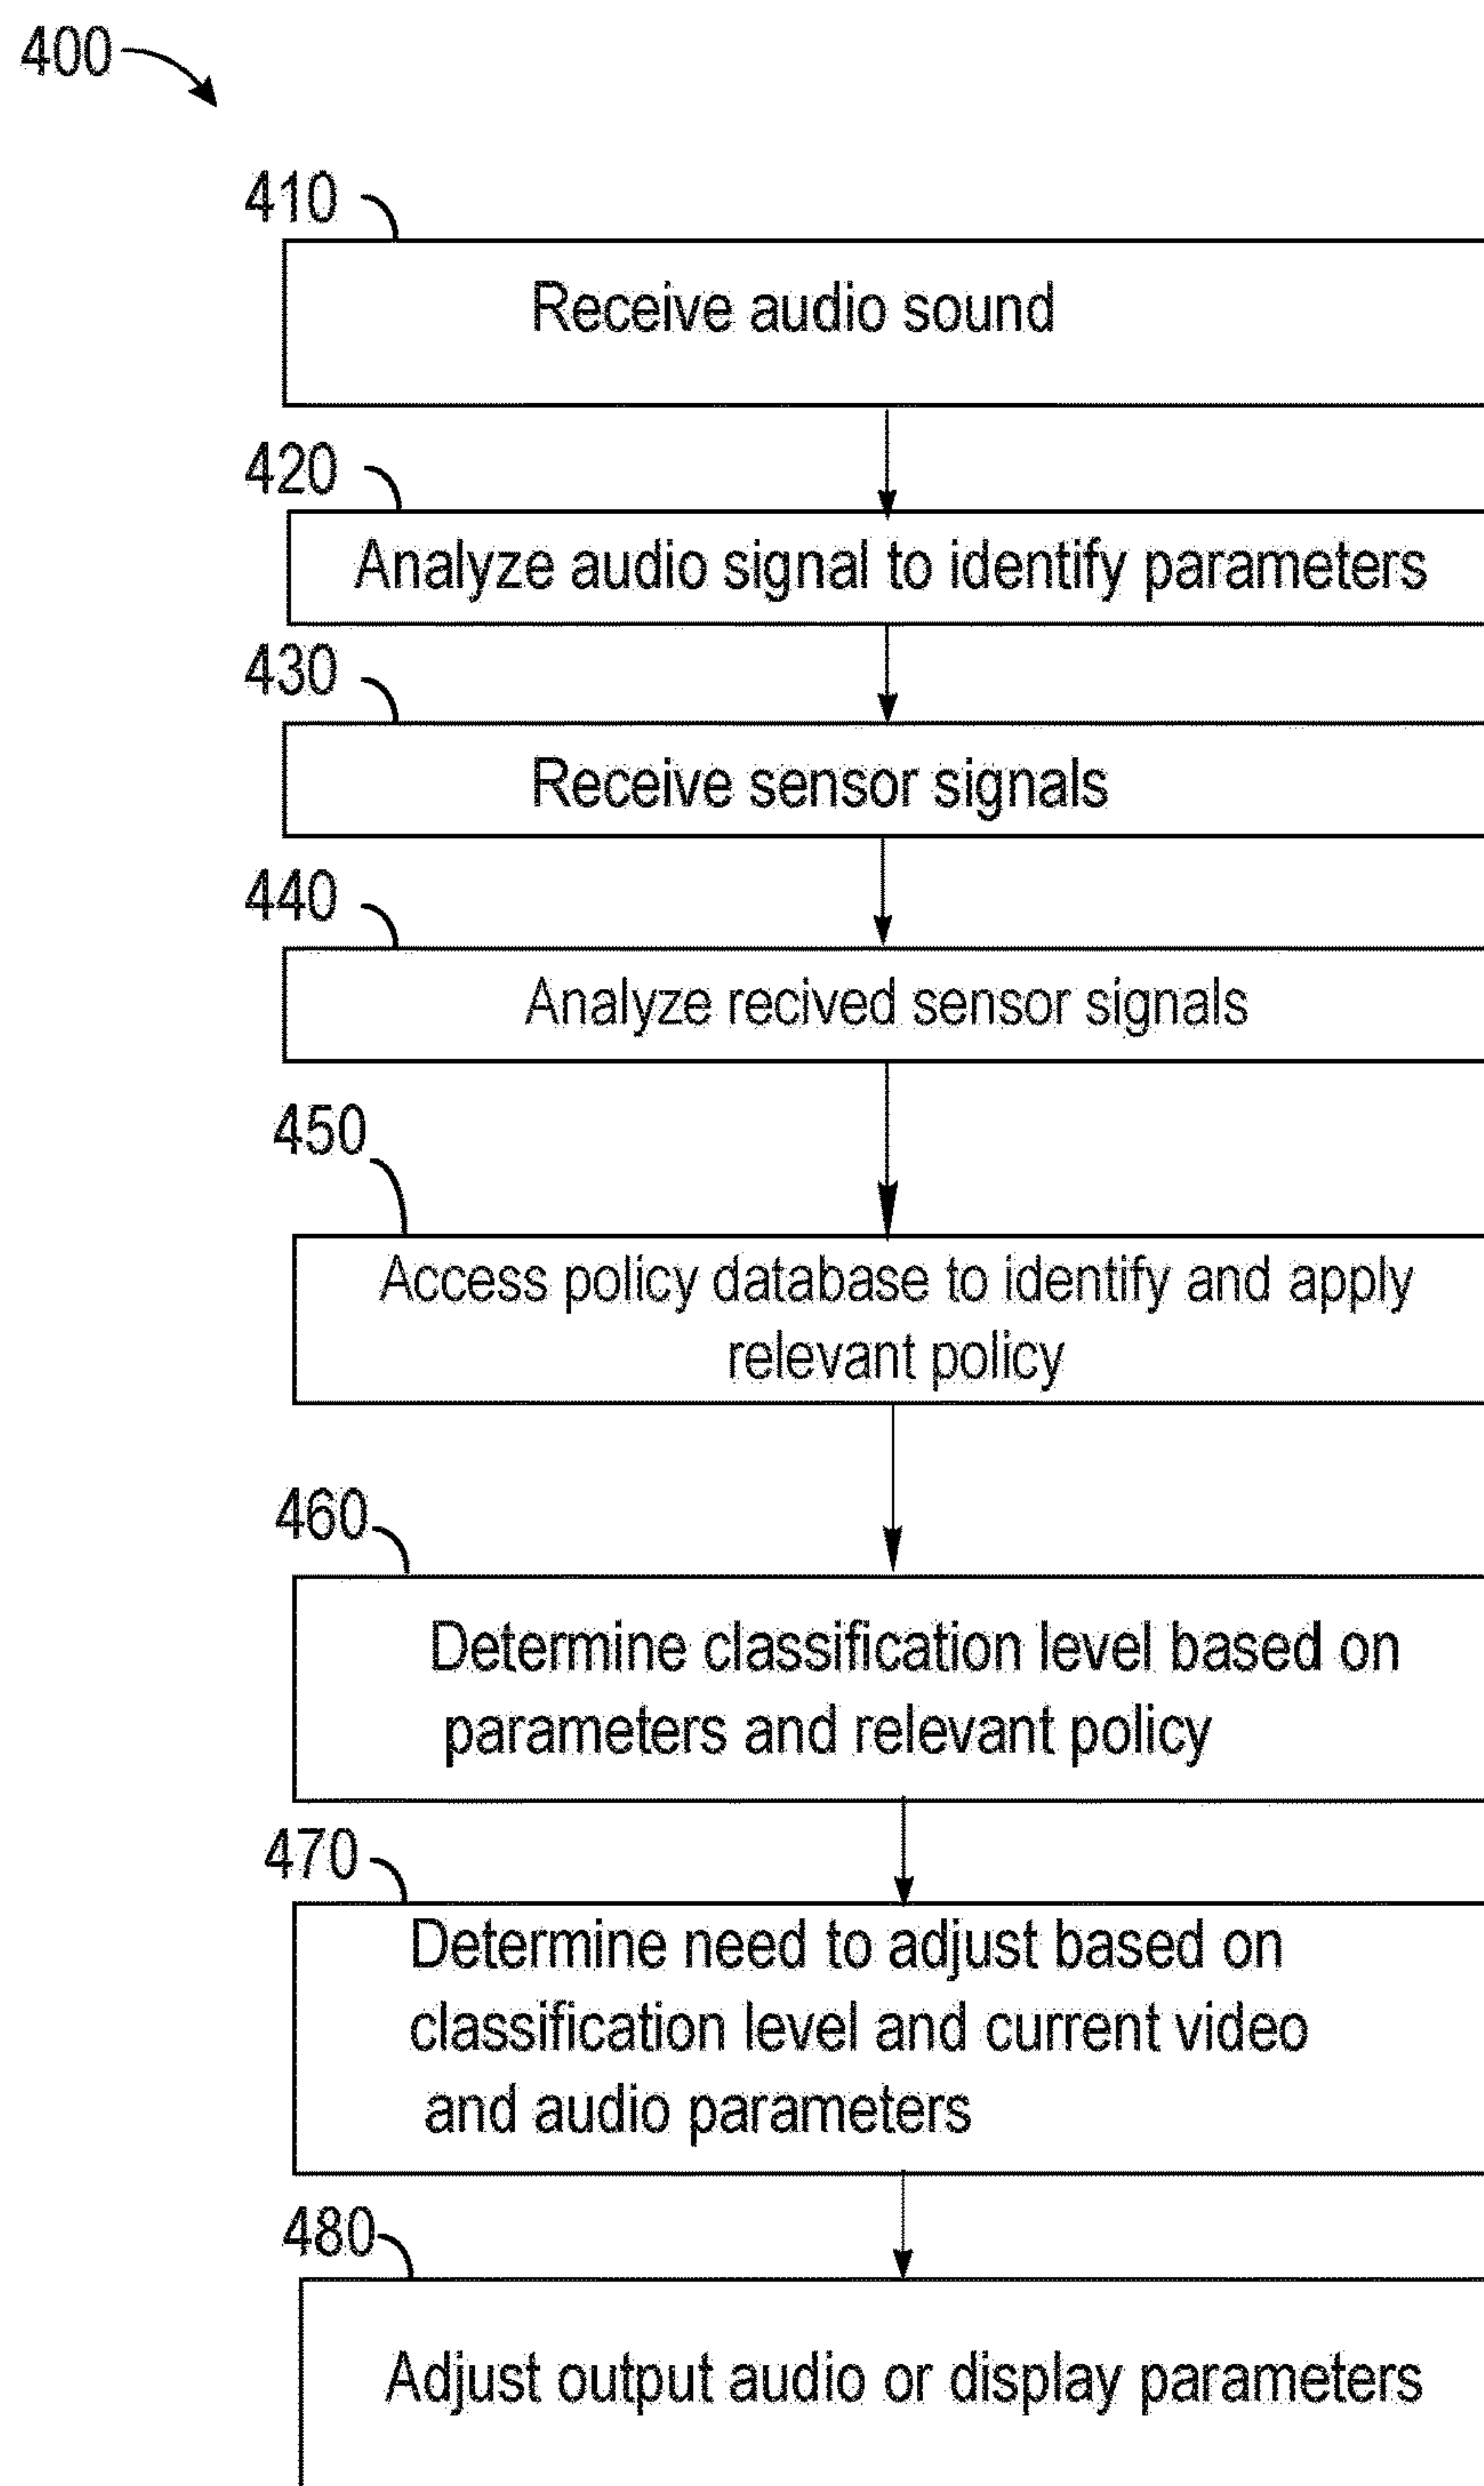 400
410
Receive audio sound
420
Analyze audio signal to identify parameters
430
Receive sensor signals
440
Analyze recived sensor signals
450
Access policy database to identify and apply
relevant policy
460
Determine classification level based on
parameters and relevant policy
470
Determine need to adjust based on
classification level and current video
and audio parameters
480
Adjust output audio or display parameters